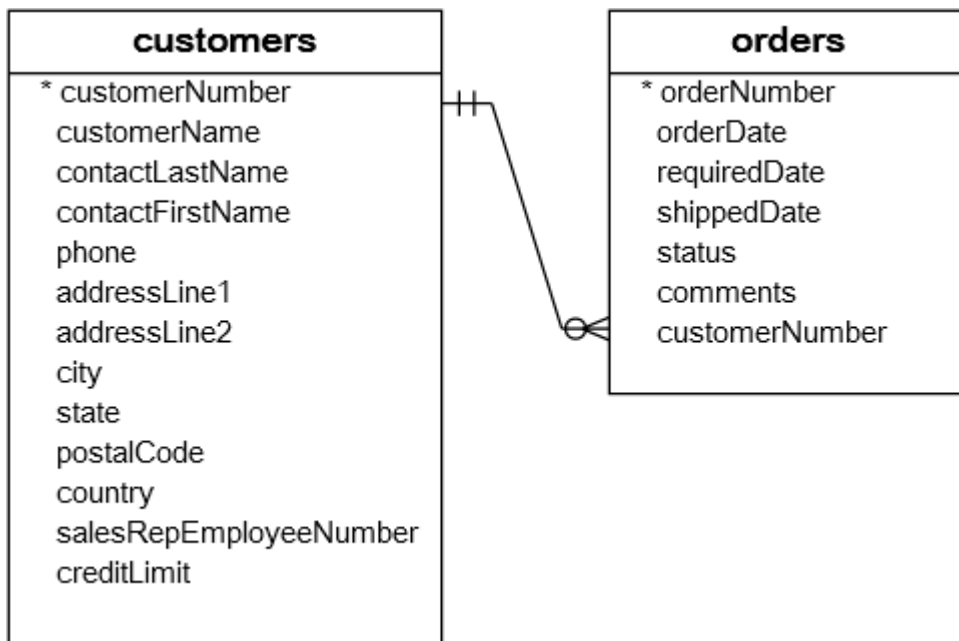 customers
* customerNumber
customerName
contactLastName
contactFirstName
phone
addressLine1
addressLine2
city
state
postalCode
country
salesRepEmployeeNumber
creditLimit
orders
* orderNumber
orderDate
requiredDate
shippedDate
status
comments
customerNumber